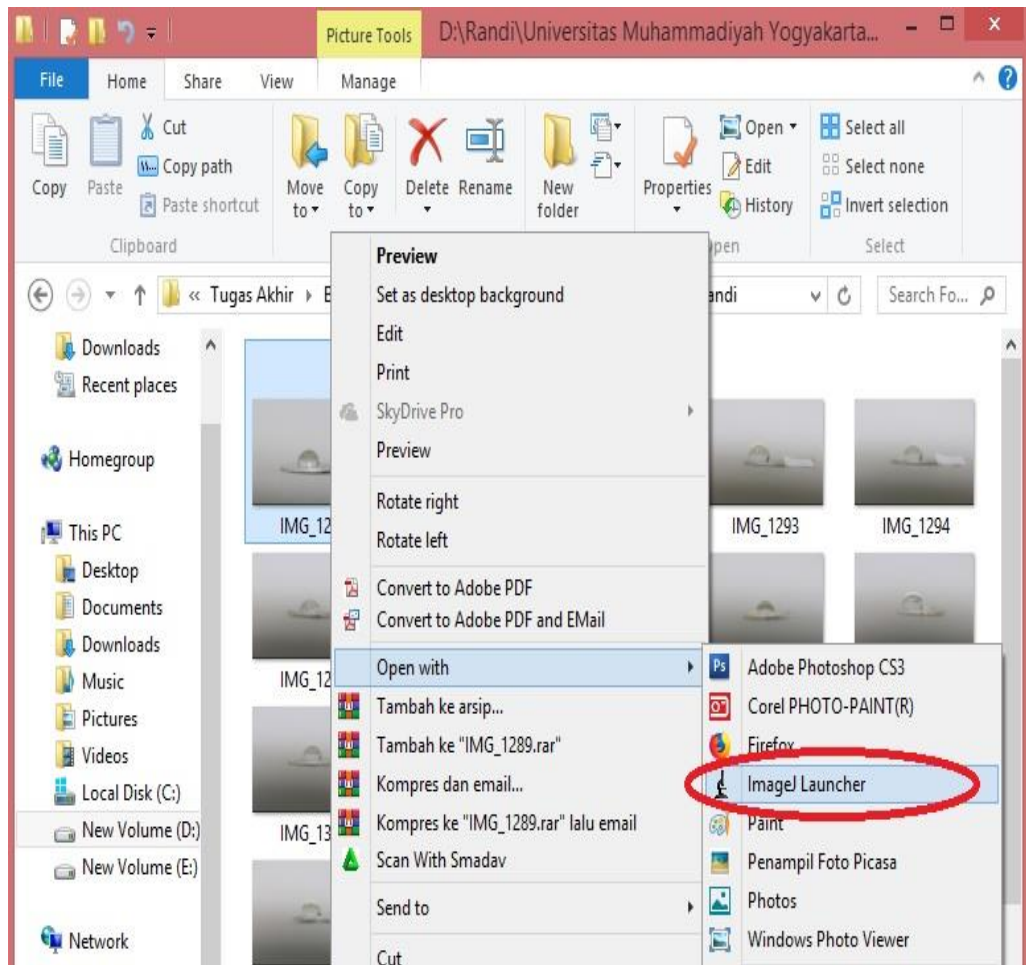 Picture Tools
D:\Randi\Universitas Muhammadiyah Yogyakarta...
File Home Share View Manage
Copy
Paste
Cut
Copy path
Paste shortcut
Clipboard
Move to
Copy to
Delete
Rename
New folder
Properties
Open
Edit
History
Select all
Select none
Invert selection
Select
« Tugas Akhir
Search Fo...
Downloads
Recent places
Homegroup
This PC
Desktop
Documents
Downloads
Music
Pictures
Videos
Local Disk (C:)
New Volume (D:)
New Volume (E:)
Network
IMG_12
IMG_1293
IMG_1294
IMG_12
IMG_13
Preview
Set as desktop background
Edit
Print
SkyDrive Pro
Preview
Rotate right
Rotate left
Convert to Adobe PDF
Convert to Adobe PDF and EMail
Open with
Tambah ke arsip...
Tambah ke "IMG_1289.rar"
Kompres dan email...
Kompres ke "IMG_1289.rar" lalu email
Scan With Smadav
Send to
Cut
Ps Adobe Photoshop CS3
Corel PHOTO-PAINT(R)
Firefox
ImageJ Launcher
Paint
Penampil Foto Picasa
Photos
Windows Photo Viewer